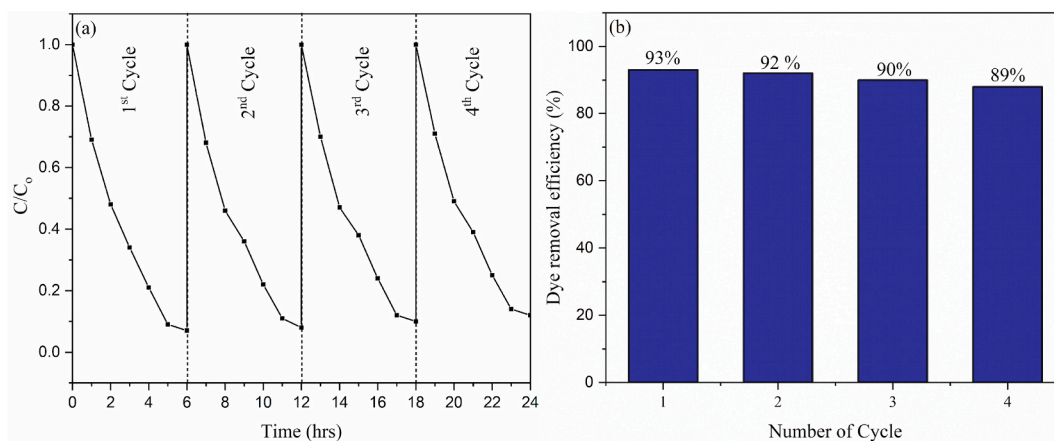 (a)
1st Cycle
2nd Cycle
3rd Cycle
4th Cycle
C/Co
1.0
0.8
0.6
0.4
0.2
0.0
0 2 4 6 8 10 12 14 16 18 20 22 24
Time (hrs)
(b)
93%
92 %
90%
89%
Dye removal efficiency (%)
100
80
60
40
20
0
1 2 3 4
Number of Cycle